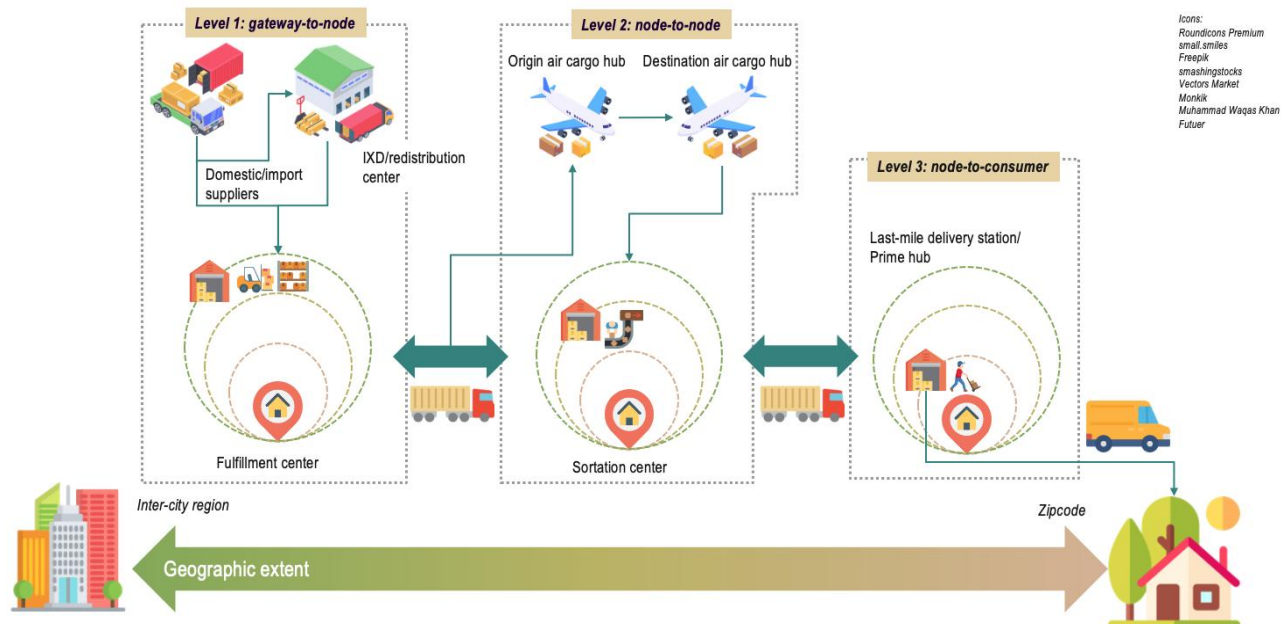 Level 1: gateway-to-node
Level 2: node-to-node
Icons:
Roundicons Premium
small.smiles
Freepik
smashingstocks
Vectors Market
Monkik
Muhammad Waqas Khan
Futuer
Origin air cargo hub
Destination air cargo hub
IXD/redistribution
center
Domestic/import
suppliers
Level 3: node-to-consumer
Last-mile delivery station/
Prime hub
Fulfillment center
Sortation center
Inter-city region
Zipcode
Geographic extent